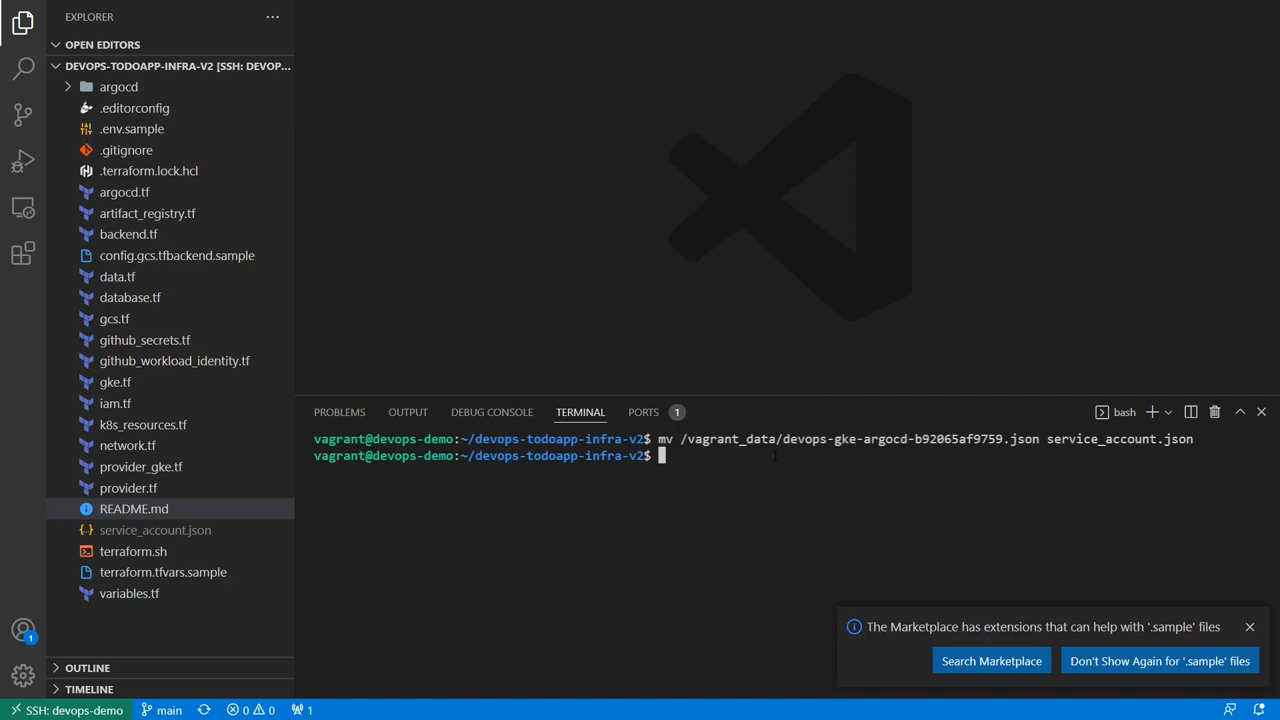 EXPLORER
OPEN EDITORS
DEVOPS-TODOAPP-INFRA-V2 [SSH: DEVOP...
argocd
.editorconfig
.env.sample
.gitignore
.terraform.lock.hcl
argocd.tf
artifact_registry.tf
backend.tf
config.gcs.tfbackend.sample
data.tf
database.tf
gcs.tf
github_secrets.tf
github_workload_identity.tf
gke.tf
iam.tf
k8s_resources.tf
network.tf
provider_gke.tf
provider.tf
README.md
service_account.json
terraform.sh
terraform.tfvars.sample
variables.tf
OUTLINE
TIMELINE
PROBLEMS OUTPUT DEBUG CONSOLE TERMINAL PORTS 1 bash
vagrant@devops-demo:~/devops-todoapp-infra-v2$ mv /vagrant_data/devops-gke-argocd-b92065af9759.json service_account.json
vagrant@devops-demo:~/devops-todoapp-infra-v2$
The Marketplace has extensions that can help with '.sample' files
Search Marketplace Don't Show Again for '.sample' files
1
SSH: devops-demo main 0 0 1